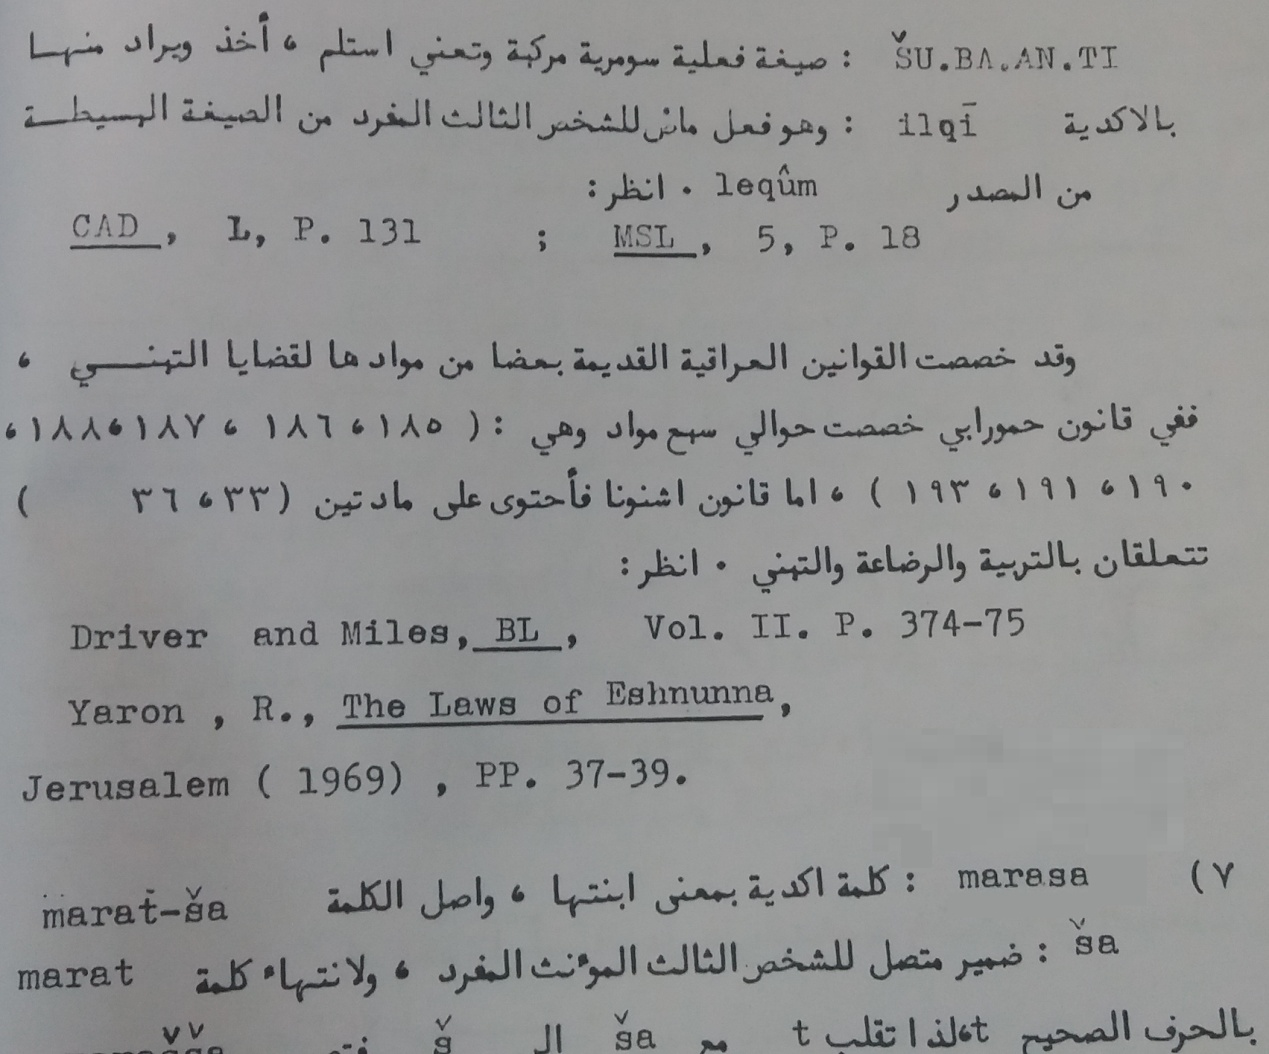 ŠU.BA.AN.TI : صيغة فعلية سومرية مركبة وتعني استلم ، أخذ ويراد منها
بالاكدية ilqī : وهو فعل ماض للشخص الثالث المفرد من الصيغة البسيطة
من المصدر leqûm . انظر :
CAD , L, P. 131 ; MSL , 5, P. 18
وقد خصصت القوانين العراقية القديمة بعضا من موادها لقضايا التبني ،
ففي قانون حمورابي خصصت حوالي سبع مواد وهي : ( ١٨٥ ، ١٨٦ ، ١٨٧ ، ١٨٨ ،
١٩٠ ، ١٩١ ، ١٩٣ ) ، اما قانون اشنونا فأحتوى على مادتين ( ٣٣ ، ٣٦ )
تتعلقان بالتربية والرضاعة والتبني . انظر :
Driver and Miles, BL , Vol. II. P. 374-75
Yaron , R., The Laws of Eshnunna,
Jerusalem ( 1969) , PP. 37-39.
٧) marasa : كلمة اكدية بمعنى ابنتها ، واصل الكلمة marat-ša
ša : ضمير متصل للشخص الثالث المؤنث المفرد ، ولانتهاء كلمة marat
بالحرف الصحيح t ، لذا تقلب t مع ša الى š